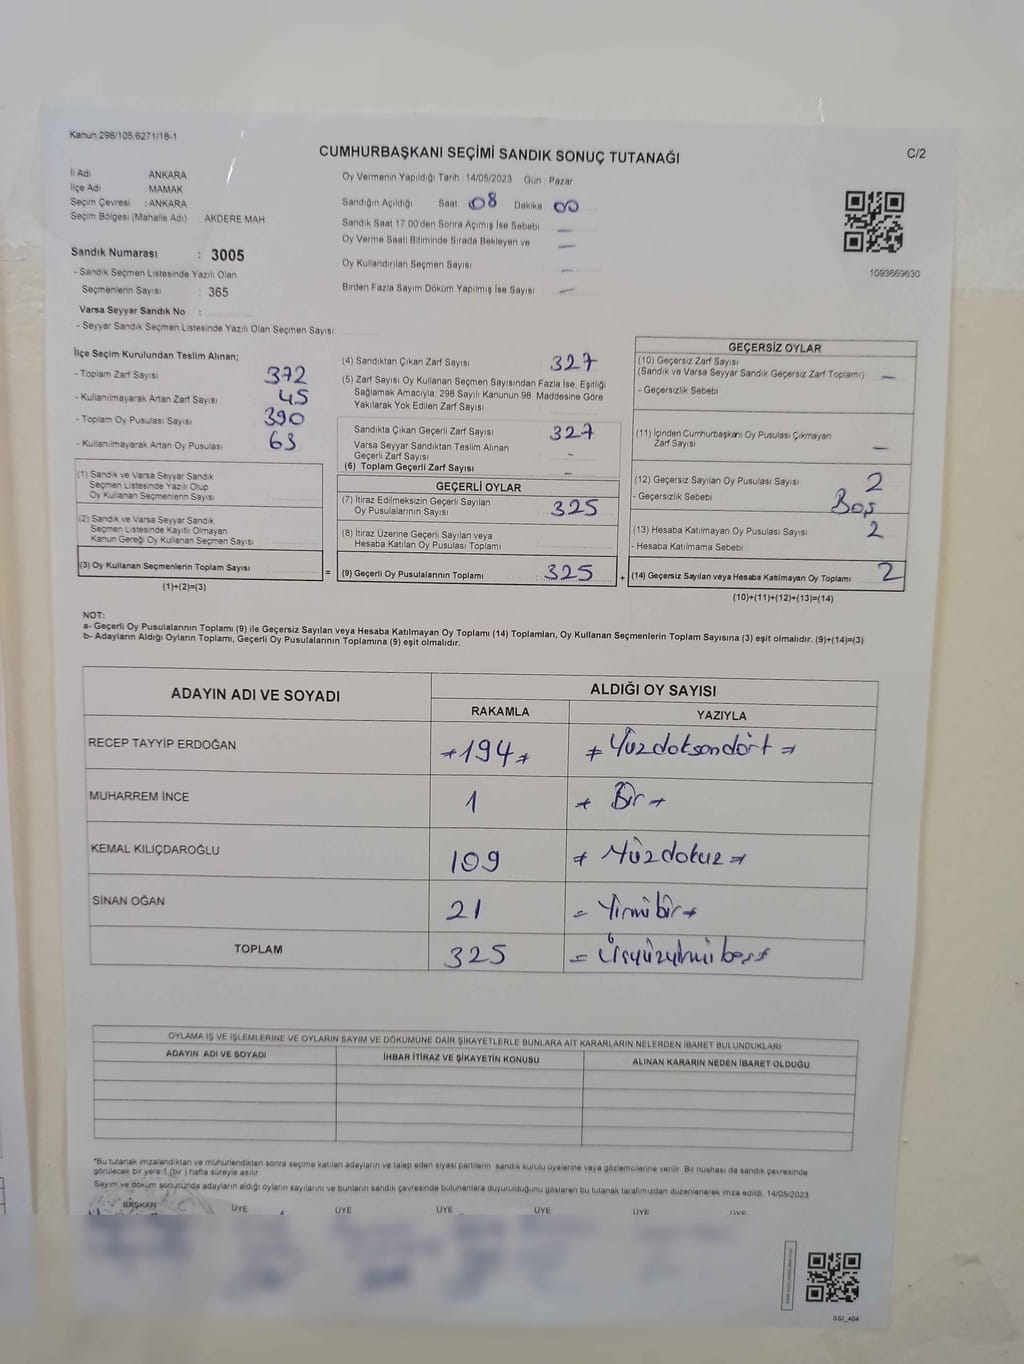 Kanun 298/105,6271/18-1
CUMHURBAŞKANI SEÇİMİ SANDIK SONUÇ TUTANAĞI
C/2
İl Adı ANKARA
İlçe Adı MAMAK
Seçim Çevresi : ANKARA
Seçim Bölgesi (Mahalle Adı) : AKDERE MAH
Oy Vermenin Yapıldığı Tarih :14/05/2023 Gün : Pazar
Sandığın Açıldığı Saat 08 Dakika 00
Sandık Saat 17.00'den Sonra Açımış İse Sebebi —
Oy Verme Saati Bitiminde Sırada Bekleyen ve —
Oy Kullandırılan Seçmen Sayısı —
Birden Fazla Sayım Döküm Yapılmış İse Sayısı —
1093669630
Sandık Numarası : 3005
- Sandık Seçmen Listesinde Yazılı Olan
Seçmenlerin Sayısı : 365
Varsa Seyyar Sandık No :
- Seyyar Sandık Seçmen Listesinde Yazılı Olan Seçmen Sayısı:
İlçe Seçim Kurulundan Teslim Alınan;
- Toplam Zarf Sayısı 372
- Kullanılmayarak Artan Zarf Sayısı 45
- Toplam Oy Pusulası Sayısı 390
- Kullanılmayarak Artan Oy Pusulası 63
(1) Sandık ve Varsa Seyyar Sandık
Seçmen Listesinde Yazılı Olup
Oy Kullanan Seçmenlerin Sayısı
(2) Sandık ve Varsa Seyyar Sandık
Seçmen Listesinde Kayıtlı Olmayan
Kanun Gereği Oy Kullanan Seçmen Sayısı:
(3) Oy Kullanan Seçmenlerin Toplam Sayısı =
(1)+(2)=(3)
(4) Sandıktan Çıkan Zarf Sayısı 327
(5) Zarf Sayısı Oy Kullanan Seçmen Sayısından Fazla İse, Eşitliği
Sağlamak Amacıyla, 298 Sayılı Kanunun 98. Maddesine Göre
Yakılarak Yok Edilen Zarf Sayısı
Sandıkta Çıkan Geçerli Zarf Sayısı 327
Varsa Seyyar Sandıktan Teslim Alınan
Geçerli Zarf Sayısı -
(6) Toplam Geçerli Zarf Sayısı -
GEÇERLİ OYLAR
(7) İtiraz Edilmeksizin Geçerli Sayılan
Oy Pusulalarının Sayısı 325
(8) İtiraz Üzerine Geçerli Sayılan veya
Hesaba Katılan Oy Pusulası Toplamı
(9) Geçerli Oy Pusulalarının Toplamı 325 +
GEÇERSİZ OYLAR
(10) Geçersiz Zarf Sayısı
(Sandık ve Varsa Seyyar Sandık Geçersiz Zarf Toplamı) —
- Geçersizlik Sebebi
(11) İçinden Cumhurbaşkanı Oy Pusulası Çıkmayan
Zarf Sayısı —
(12) Geçersiz Sayılan Oy Pusulası Sayısı 2
- Geçersizlik Sebebi Boş
(13) Hesaba Katılmayan Oy Pusulası Sayısı 2
- Hesaba Katılmama Sebebi
(14) Geçersiz Sayılan veya Hesaba Katılmayan Oy Toplamı 2
(10)+(11)+(12)+(13)=(14)
NOT:
a- Geçerli Oy Pusulalarının Toplamı (9) ile Geçersiz Sayılan veya Hesaba Katılmayan Oy Toplamı (14) Toplamları, Oy Kullanan Seçmenlerin Toplam Sayısına (3) eşit olmalıdır. (9)+(14)=(3)
b- Adayların Aldığı Oyların Toplamı, Geçerli Oy Pusulalarının Toplamına (9) eşit olmalıdır.
ADAYIN ADI VE SOYADI ALDIĞI OY SAYISI
RAKAMLA YAZIYLA
RECEP TAYYİP ERDOĞAN 194 Yüzdoksandört
MUHARREM İNCE 1 Bir
KEMAL KILIÇDAROĞLU 109 Yüzdokuz
SİNAN OĞAN 21 Yirmibir
TOPLAM 325 Üçyüzyirmibeş
OYLAMA İŞ VE İŞLEMLERİNE VE OYLARIN SAYIM VE DÖKÜMÜNE DAİR ŞİKAYETLERLE BUNLARA AİT KARARLARIN NELERDEN İBARET BULUNDUKLARI
ADAYIN ADI VE SOYADI İHBAR İTİRAZ VE ŞİKAYETİN KONUSU ALINAN KARARIN NEDEN İBARET OLDUĞU
*Bu tutanak imzalandıktan ve mühürlendikten sonra seçime katılan adayların ve talep eden siyasi partilerin sandık kurulu üyelerine veya gözlemcilerine verilir. Bir nüshası da sandık çevresinde
görülecek bir yere 1 (bir ) hafta süreyle asılır.
Sayım ve döküm sonucunda adayların aldığı oyların sayılarını ve bunların sandık çevresinde bulunanlara duyurulduğunu gösteren bu tutanak tarafımızdan düzenlenerek imza edildi. 14/05/2023
BAŞKAN ÜYE ÜYE ÜYE ÜYE ÜYE ÜYE